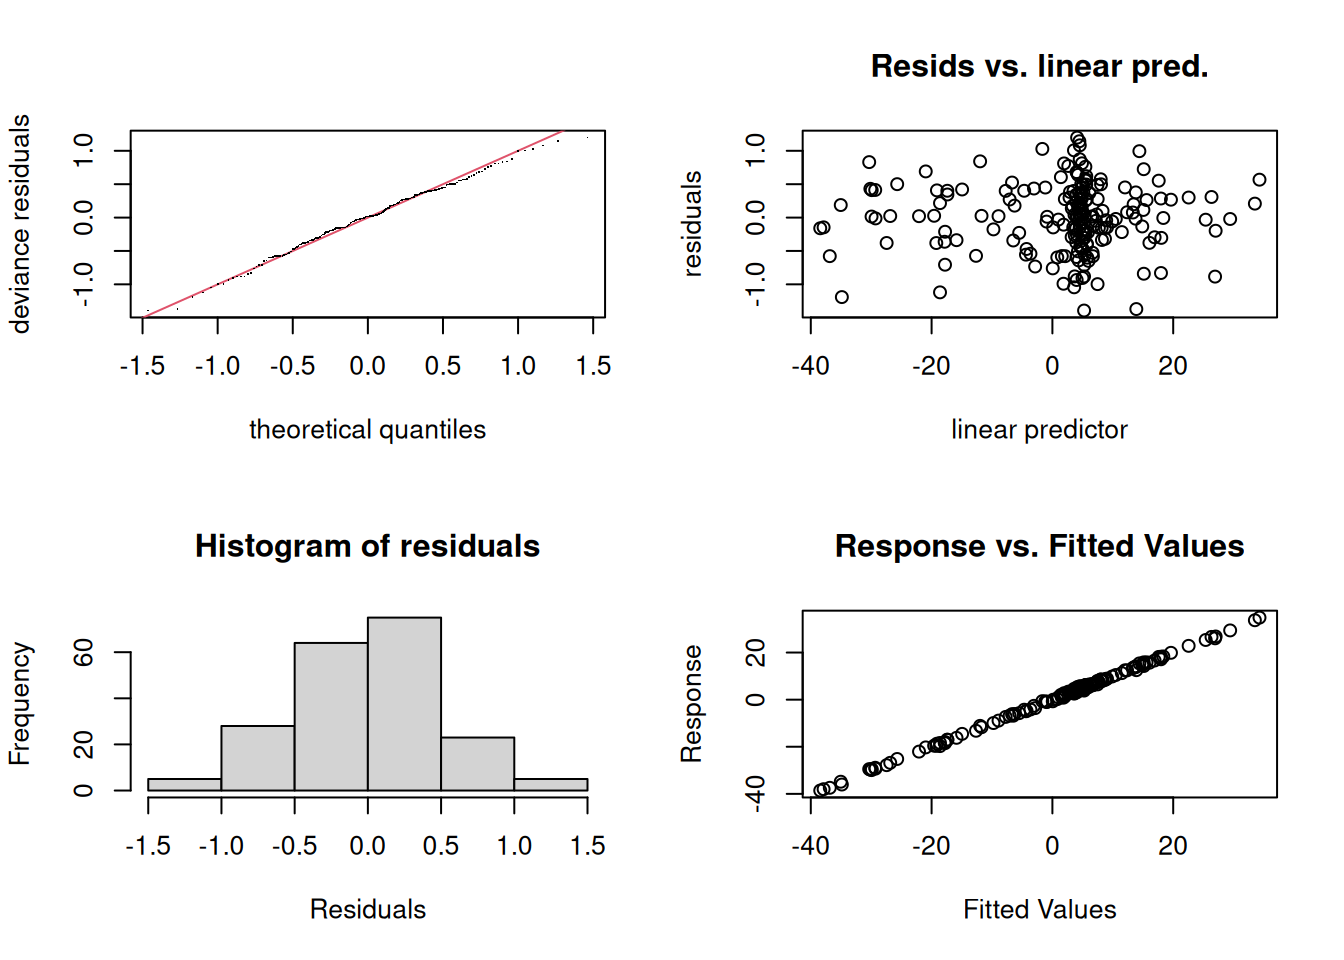 deviance residuals
1.0
0.0
-1.0
-1.5 -1.0 -0.5 0.0 0.5 1.0 1.5
theoretical quantiles
Resids vs. linear pred.
residuals
1.0
0.0
-1.0
-40 -20 0 20
linear predictor
Histogram of residuals
Frequency
60
20
0
-1.5 -1.0 -0.5 0.0 0.5 1.0 1.5
Residuals
Response vs. Fitted Values
Response
20
0
-40
-40 -20 0 20
Fitted Values